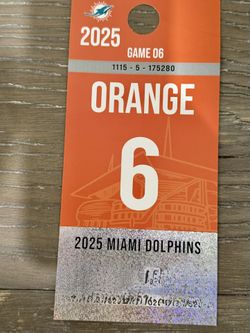 2025
GAME 06
1115 - 5 - 175280
ORANGE
6
2025 MIAMI DOLPHINS